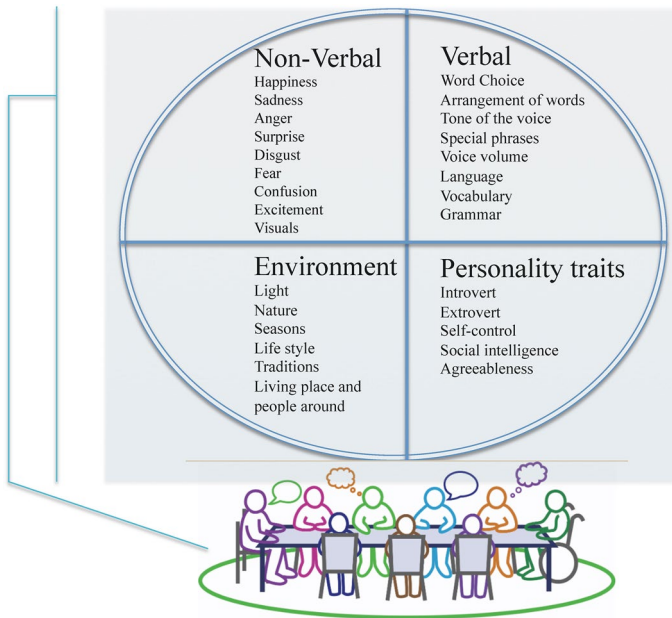 Non-Verbal
Happiness
Sadness
Anger
Surprise
Disgust
Fear
Confusion
Excitement
Visuals
Verbal
Word Choice
Arrangement of words
Tone of the voice
Special phrases
Voice volume
Language
Vocabulary
Grammar
Environment
Light
Nature
Seasons
Life style
Traditions
Living place and
people around
Personality traits
Introvert
Extrovert
Self-control
Social intelligence
Agreeableness